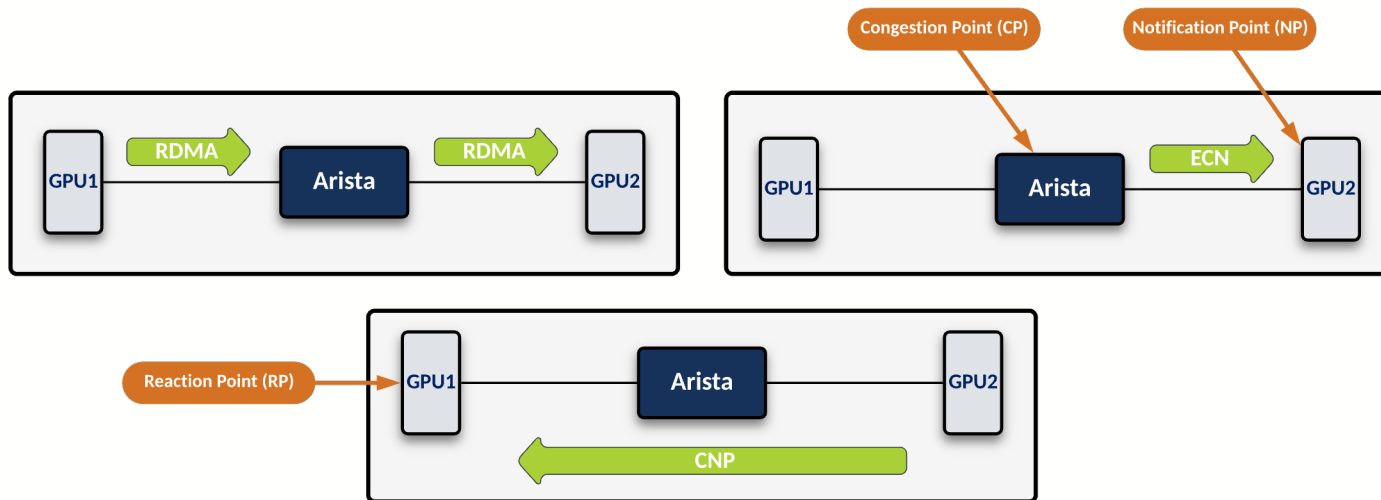 Congestion Point (CP)
Notification Point (NP)
RDMA
RDMA
GPU1
Arista
GPU2
ECN
GPU1
Arista
GPU2
Reaction Point (RP)
GPU1
Arista
GPU2
CNP